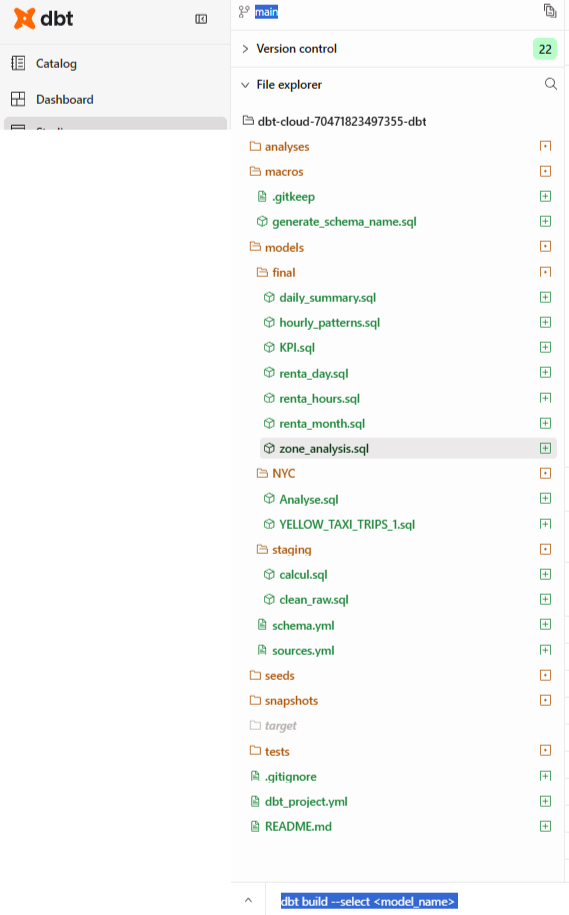 dbt
Catalog
Dashboard
main
Version control
22
File explorer
dbt-cloud-70471823497355-dbt
analyses
macros
.gitkeep
generate_schema_name.sql
models
final
daily_summary.sql
hourly_patterns.sql
KPI.sql
renta_day.sql
renta_hours.sql
renta_month.sql
zone_analysis.sql
NYC
Analyse.sql
YELLOW_TAXI_TRIPS_1.sql
staging
calcul.sql
clean_raw.sql
schema.yml
sources.yml
seeds
snapshots
target
tests
.gitignore
dbt_project.yml
README.md
dbt build --select <model_name>